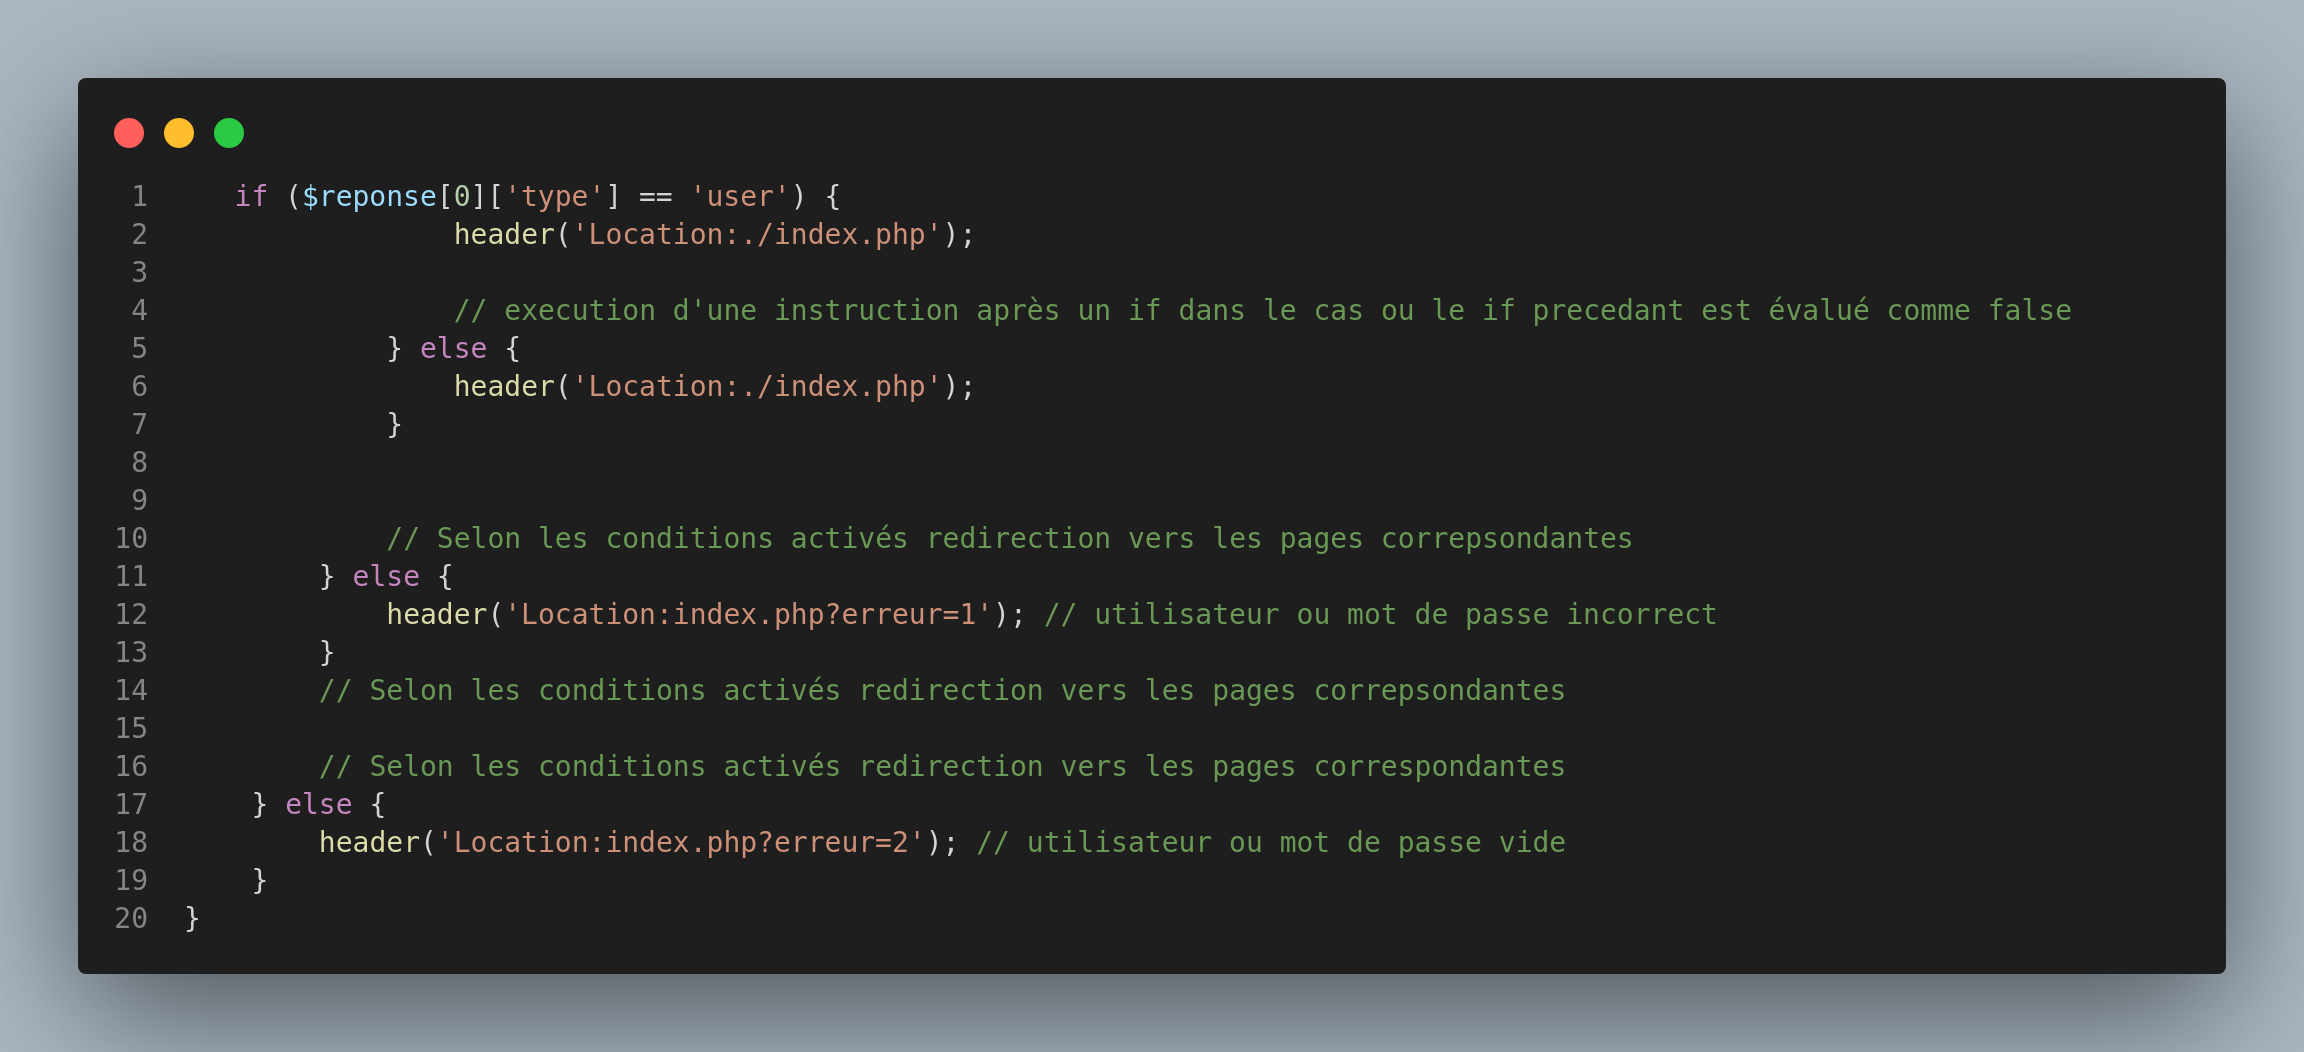 1 if ($reponse[0]['type'] == 'user') {
2 header('Location:./index.php');
3
4 // execution d'une instruction après un if dans le cas ou le if precedant est évalué comme false
5 } else {
6 header('Location:./index.php');
7 }
8
9
10 // Selon les conditions activés redirection vers les pages correpsondantes
11 } else {
12 header('Location:index.php?erreur=1'); // utilisateur ou mot de passe incorrect
13 }
14 // Selon les conditions activés redirection vers les pages correpsondantes
15
16 // Selon les conditions activés redirection vers les pages correspondantes
17 } else {
18 header('Location:index.php?erreur=2'); // utilisateur ou mot de passe vide
19 }
20 }